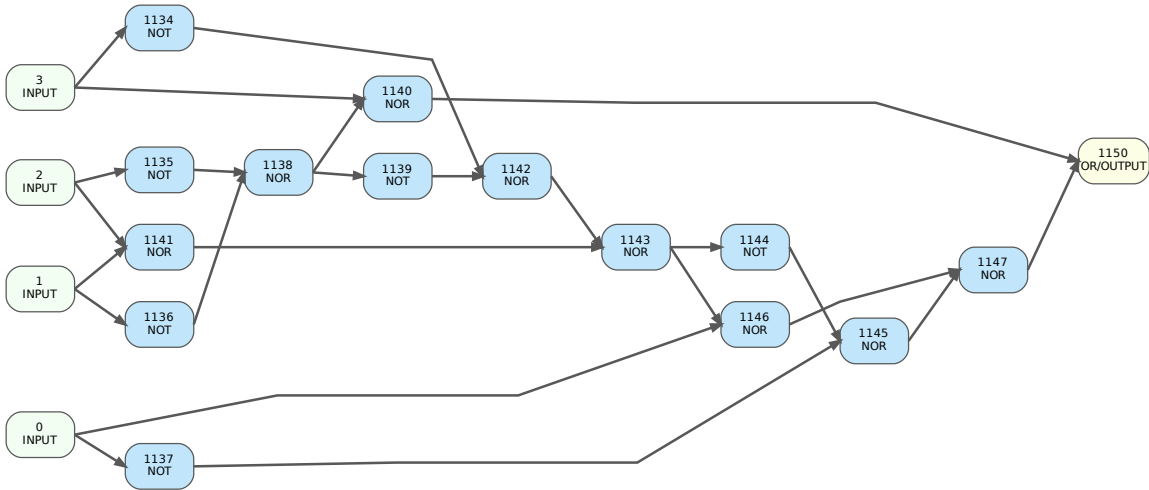 1134
NOT
3
INPUT
1140
NOR
1135
NOT
1138
NOR
1139
NOT
1142
NOR
1150
OR/OUTPUT
2
INPUT
1141
NOR
1143
NOR
1144
NOT
1147
NOR
1
INPUT
1136
NOT
1146
NOR
1145
NOR
0
INPUT
1137
NOT